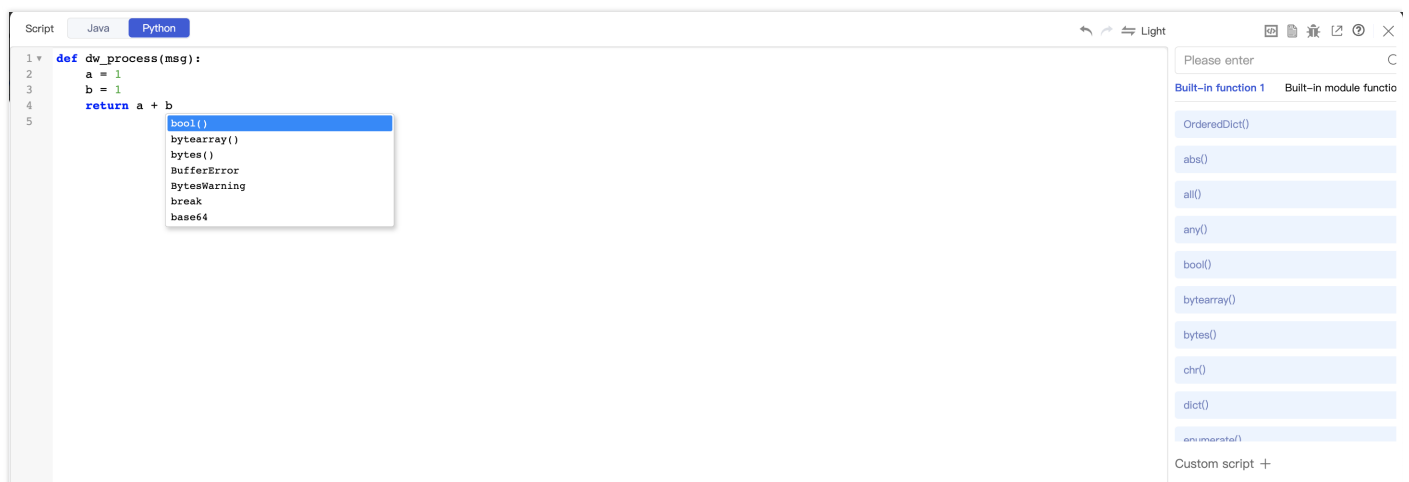 Script Java Python Light
Please enter
Built-in function 1 Built-in module functio
1 def dw_process(msg):
2 a = 1
3 b = 1
4 return a + b
5
bool()
bytearray()
bytes()
BufferError
BytesWarning
break
base64
OrderedDict()
abs()
all()
any()
bool()
bytearray()
bytes()
chr()
dict()
enumerate()
Custom script +